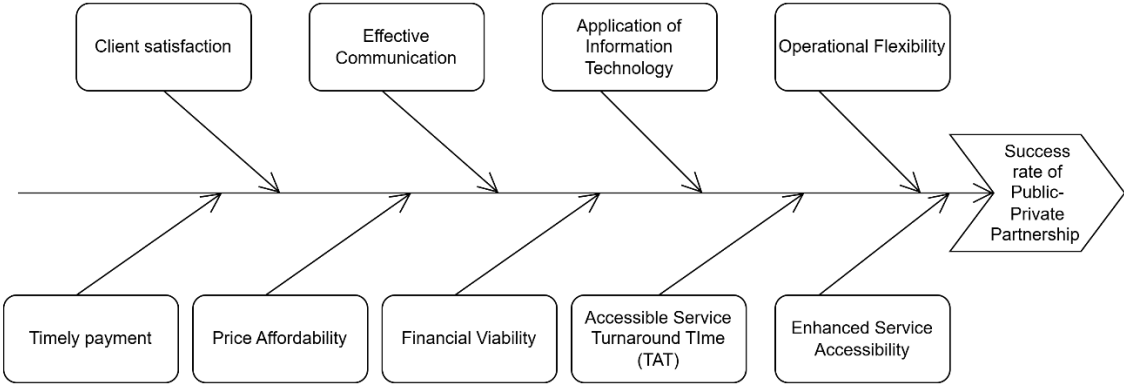 Client satisfaction
Effective
Communication
Application of
Information
Technology
Operational Flexibility
Success
rate of
Public-
Private
Partnership
Timely payment
Price Affordability
Financial Viability
Accessible Service
Turnaround TIme
(TAT)
Enhanced Service
Accessibility